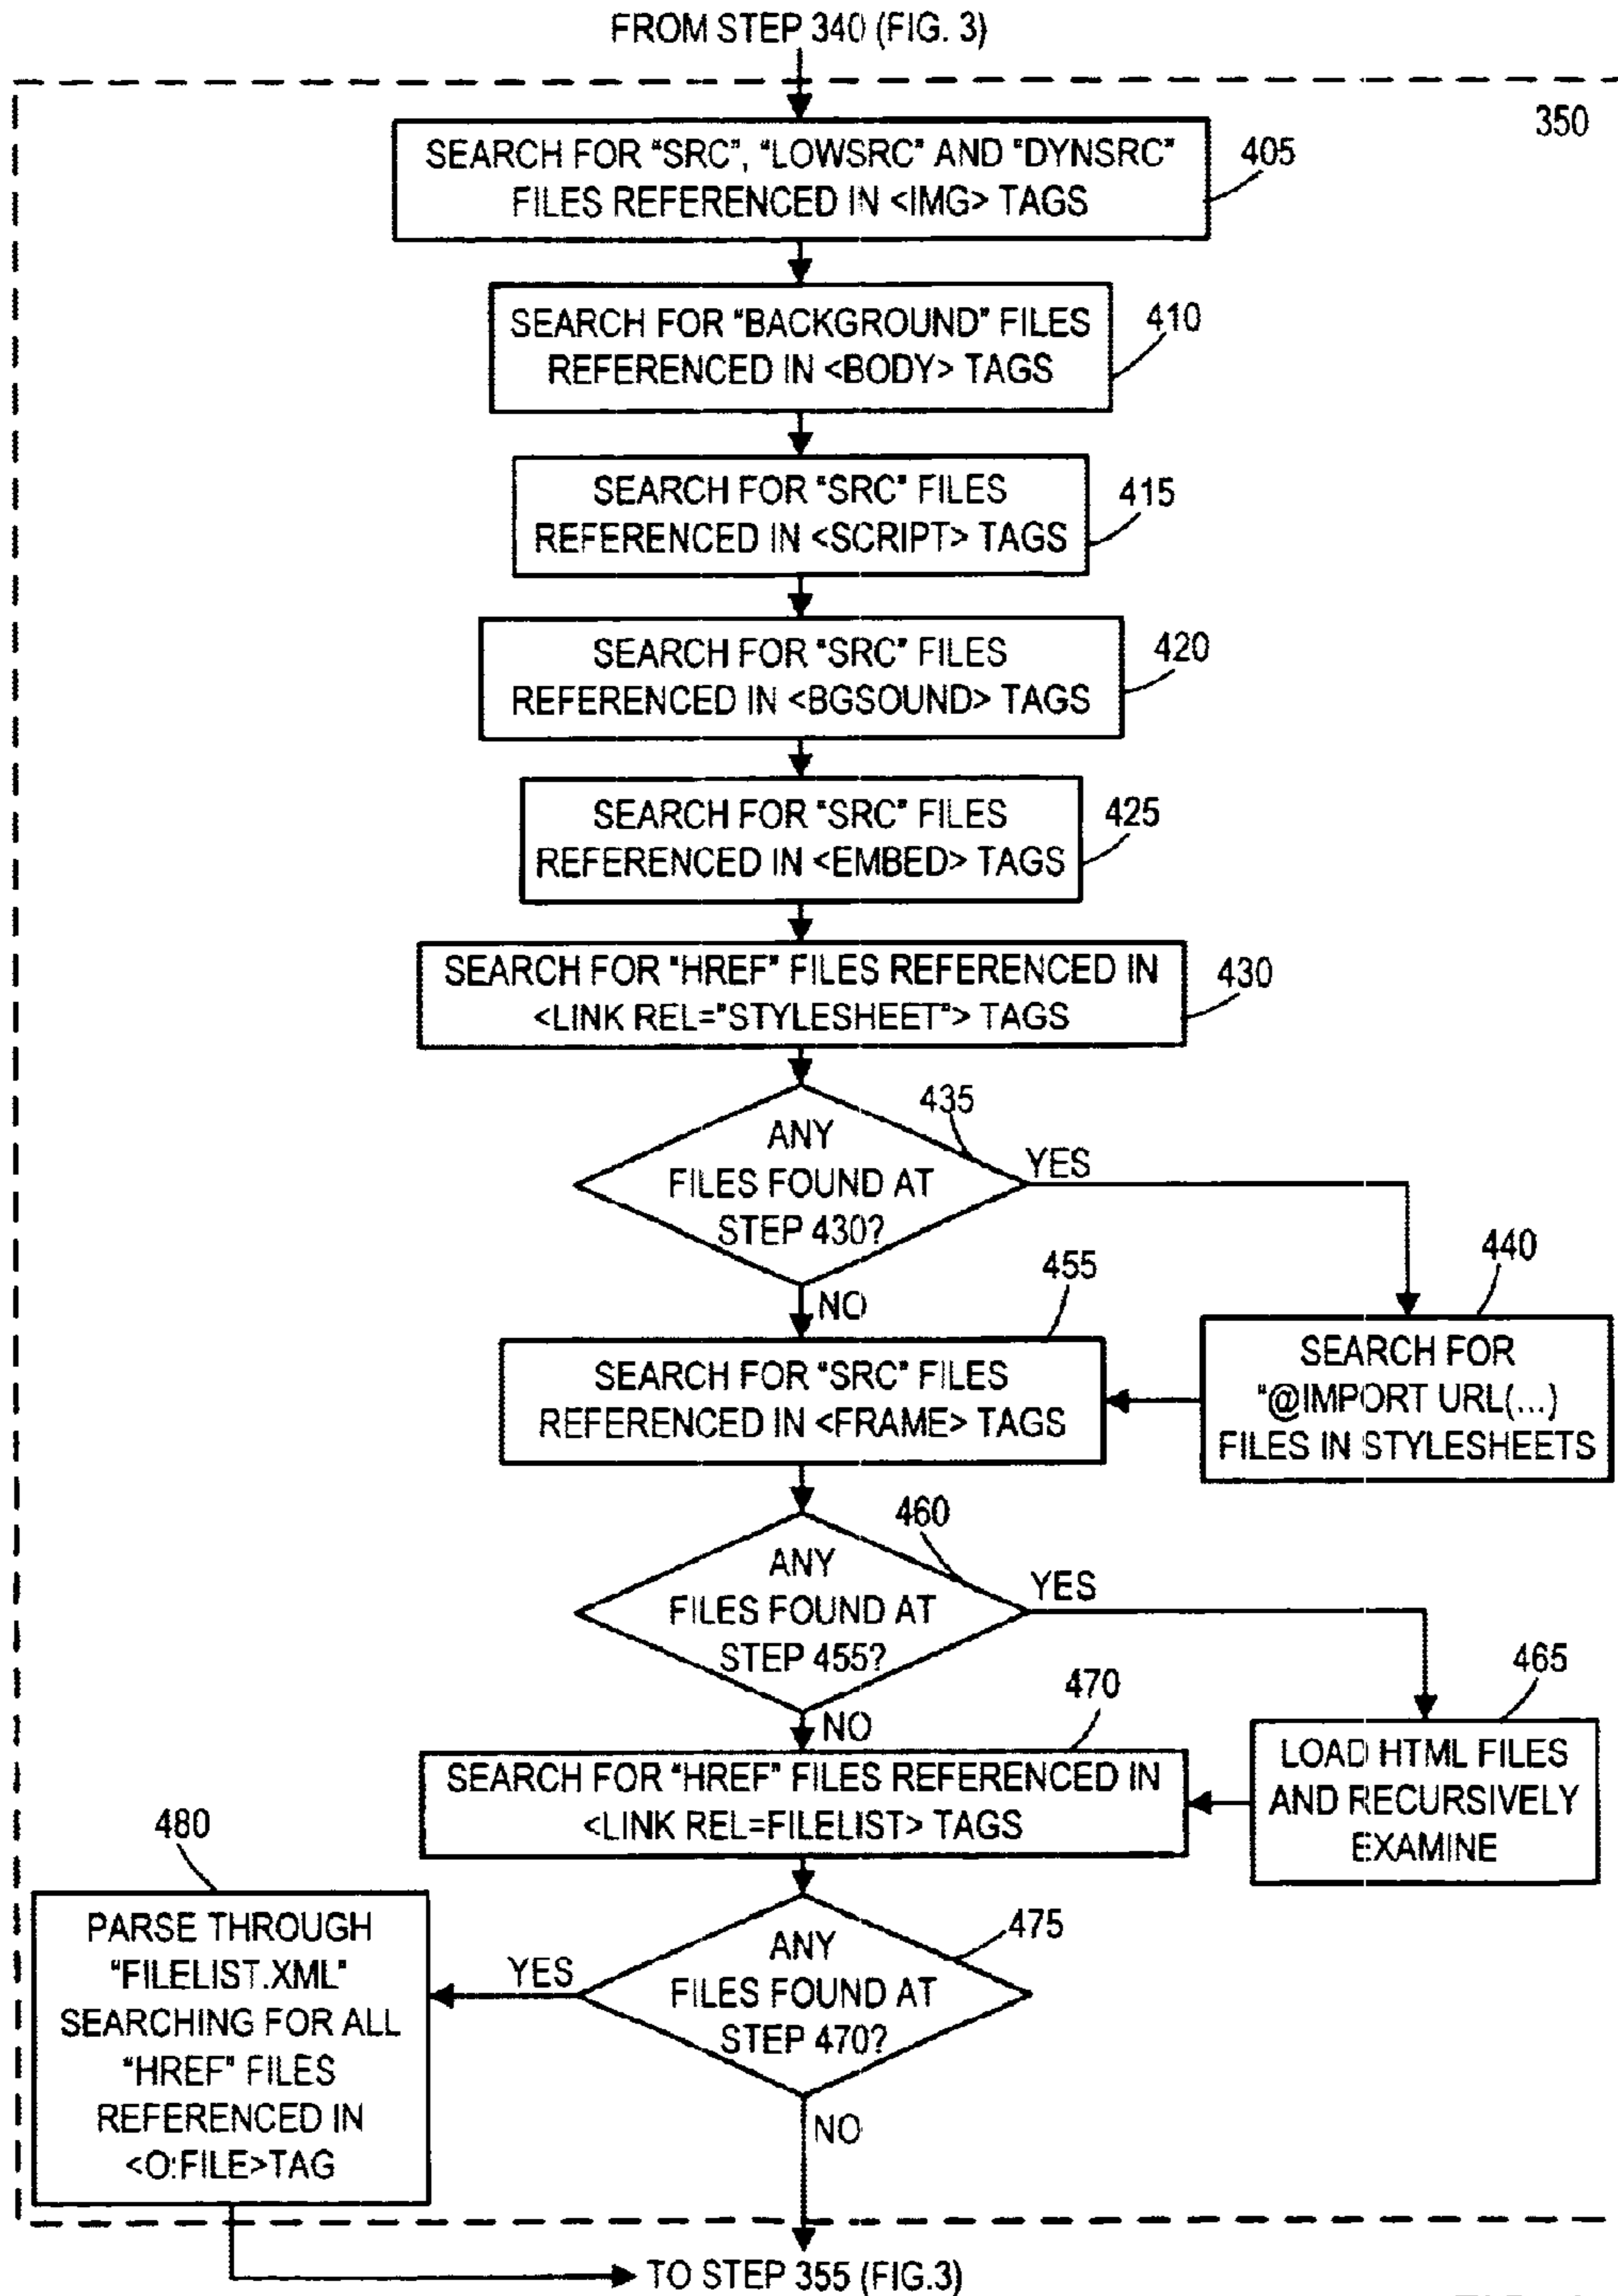 FROM STEP 340 (FIG. 3)
350
SEARCH FOR "SRC", "LOWSRC" AND "DYNSRC"
FILES REFERENCED IN <IMG> TAGS
405
SEARCH FOR "BACKGROUND" FILES
REFERENCED IN <BODY> TAGS
410
SEARCH FOR "SRC" FILES
REFERENCED IN <SCRIPT> TAGS
415
SEARCH FOR "SRC" FILES
REFERENCED IN <BGSOUND> TAGS
420
SEARCH FOR "SRC" FILES
REFERENCED IN <EMBED> TAGS
425
SEARCH FOR "HREF" FILES REFERENCED IN
<LINK REL="STYLESHEET"> TAGS
430
ANY
FILES FOUND AT
STEP 430?
435
YES
NO
440
SEARCH FOR
"@IMPORT URL(...)
FILES IN STYLESHEETS
455
SEARCH FOR "SRC" FILES
REFERENCED IN <FRAME> TAGS
ANY
FILES FOUND AT
STEP 455?
460
YES
NO
465
LOAD HTML FILES
AND RECURSIVELY
EXAMINE
470
SEARCH FOR "HREF" FILES REFERENCED IN
<LINK REL=FILELIST> TAGS
ANY
FILES FOUND AT
STEP 470?
475
YES
NO
480
PARSE THROUGH
"FILELIST.XML"
SEARCHING FOR ALL
"HREF" FILES
REFERENCED IN
<O:FILE>TAG
TO STEP 355 (FIG.3)